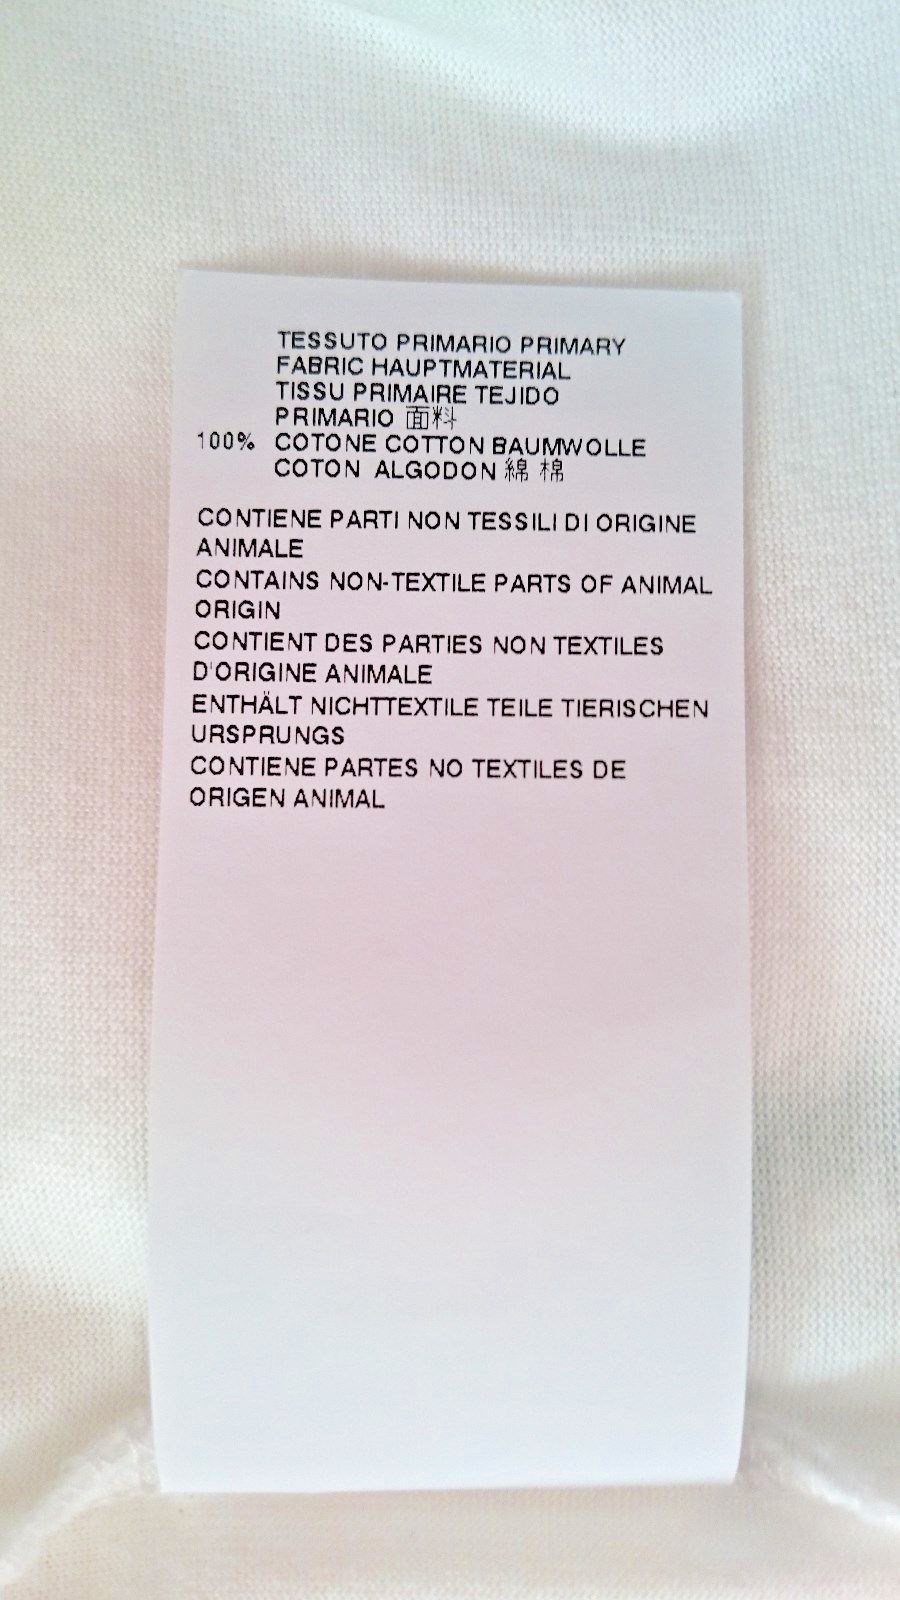 TESSUTO PRIMARIO PRIMARY
FABRIC HAUPTMATERIAL
TISSU PRIMAIRE TEJIDO
PRIMARIO 面料
100% COTONE COTTON BAUMWOLLE
COTON ALGODON 綿 棉
CONTIENE PARTI NON TESSILI DI ORIGINE
ANIMALE
CONTAINS NON-TEXTILE PARTS OF ANIMAL
ORIGIN
CONTIENT DES PARTIES NON TEXTILES
D'ORIGINE ANIMALE
ENTHÄLT NICHTTEXTILE TEILE TIERISCHEN
URSPRUNGS
CONTIENE PARTES NO TEXTILES DE
ORIGEN ANIMAL